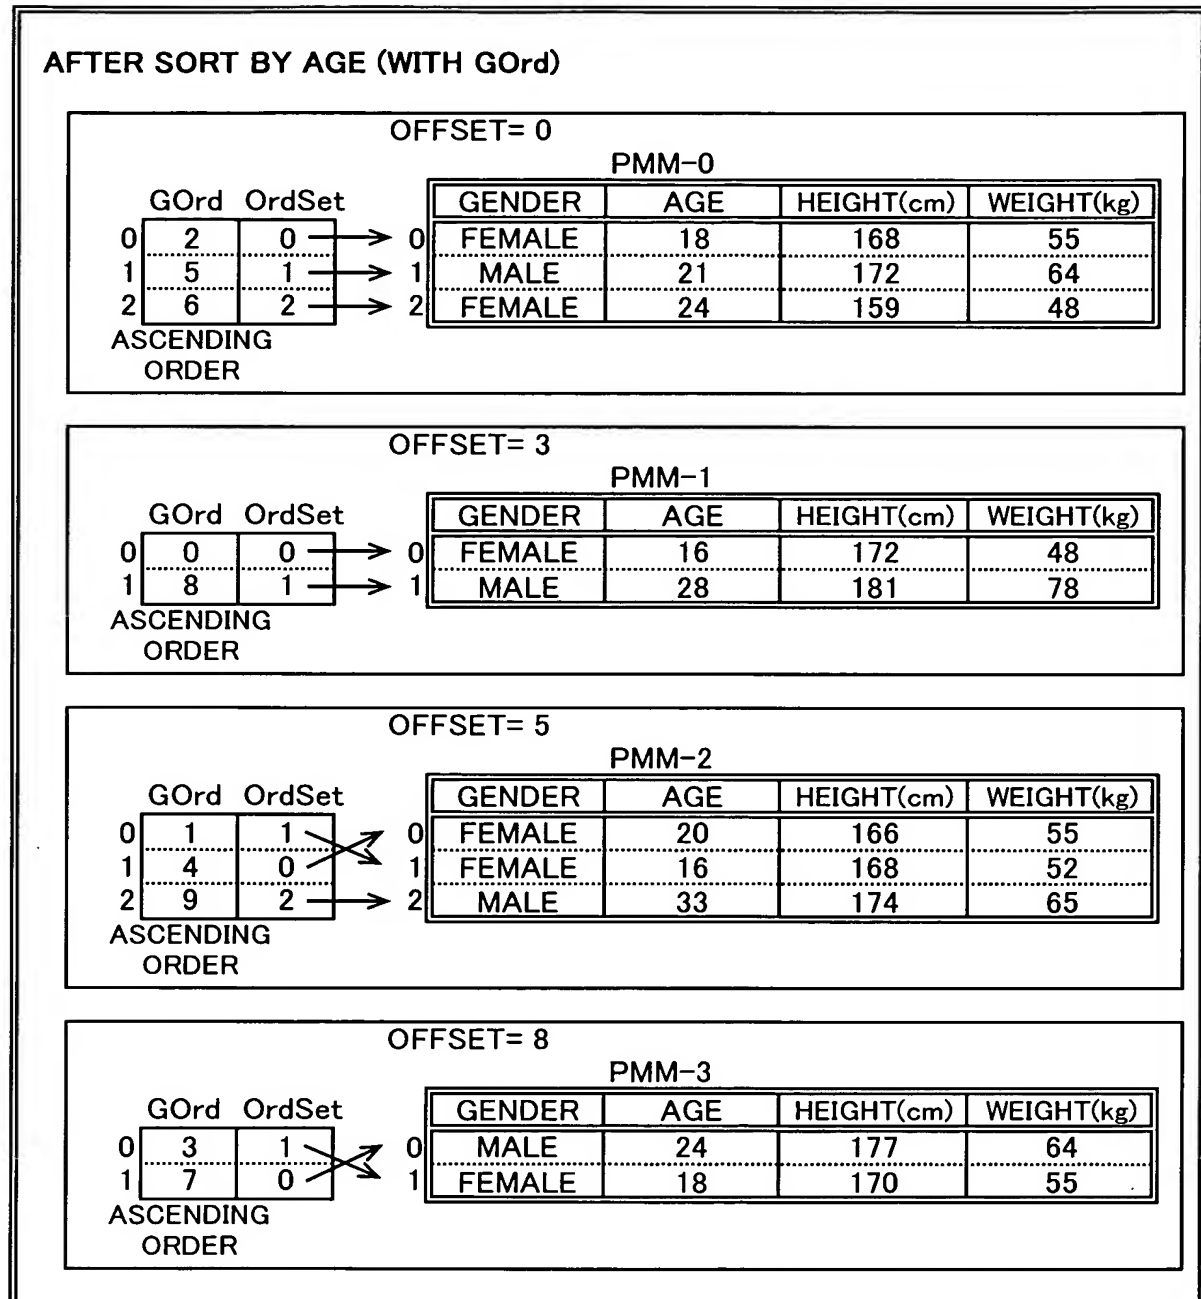 AFTER SORT BY AGE (WITH GOrd)
OFFSET= 0
PMM-0
GOrd OrdSet GENDER AGE HEIGHT(cm) WEIGHT(kg)
0 2 0 0 FEMALE 18 168 55
1 5 1 1 MALE 21 172 64
2 6 2 2 FEMALE 24 159 48
ASCENDING
ORDER
OFFSET= 3
PMM-1
GOrd OrdSet GENDER AGE HEIGHT(cm) WEIGHT(kg)
0 0 0 0 FEMALE 16 172 48
1 8 1 1 MALE 28 181 78
ASCENDING
ORDER
OFFSET= 5
PMM-2
GOrd OrdSet GENDER AGE HEIGHT(cm) WEIGHT(kg)
0 1 1 0 FEMALE 20 166 55
1 4 0 1 FEMALE 16 168 52
2 9 2 2 MALE 33 174 65
ASCENDING
ORDER
OFFSET= 8
PMM-3
GOrd OrdSet GENDER AGE HEIGHT(cm) WEIGHT(kg)
0 3 1 0 MALE 24 177 64
1 7 0 1 FEMALE 18 170 55
ASCENDING
ORDER